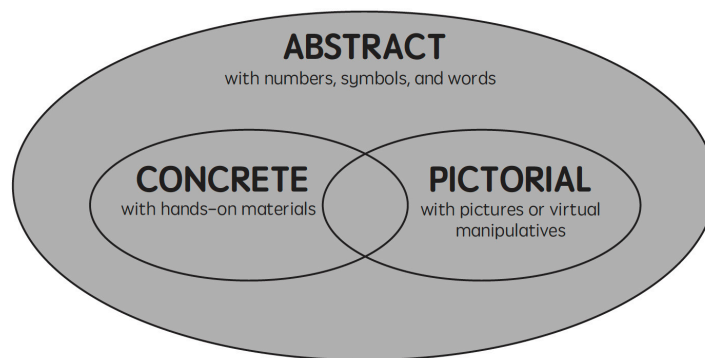 ABSTRACT
with numbers, symbols, and words
CONCRETE
with hands-on materials
PICTORIAL
with pictures or virtual
manipulatives